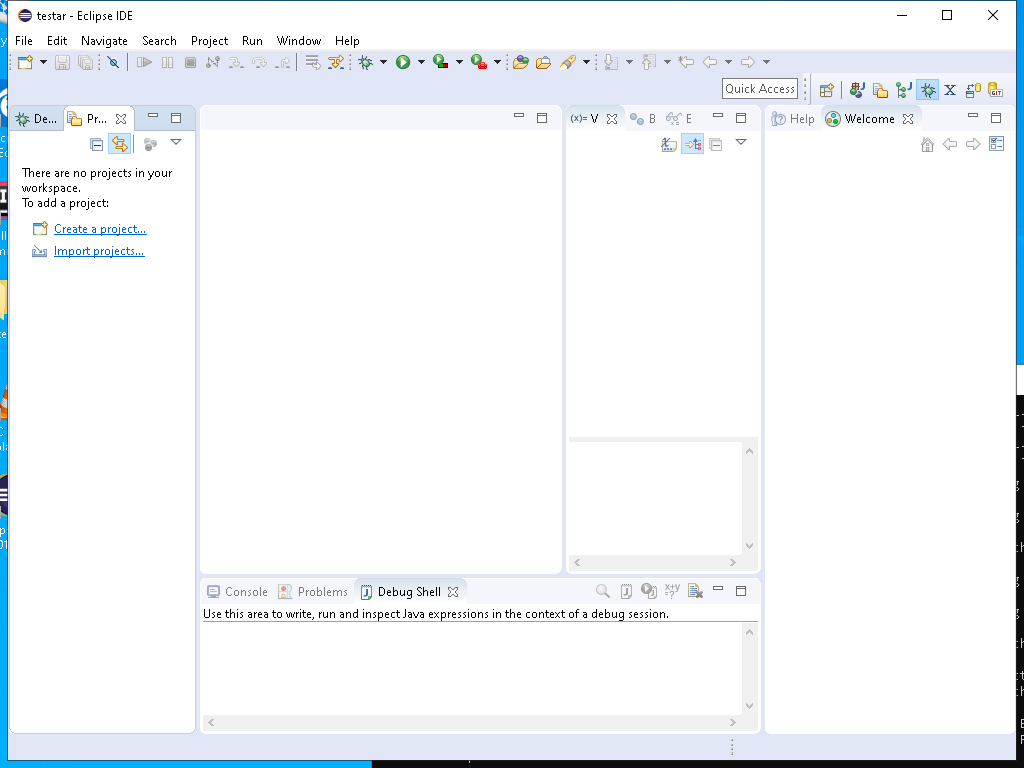 testar - Eclipse IDE
File Edit Navigate Search Project Run Window Help
Quick Access
De... Pr...
(x)= V B E
Help Welcome
There are no projects in your
workspace.
To add a project:
Create a project...
Import projects...
Console Problems Debug Shell
Use this area to write, run and inspect Java expressions in the context of a debug session.